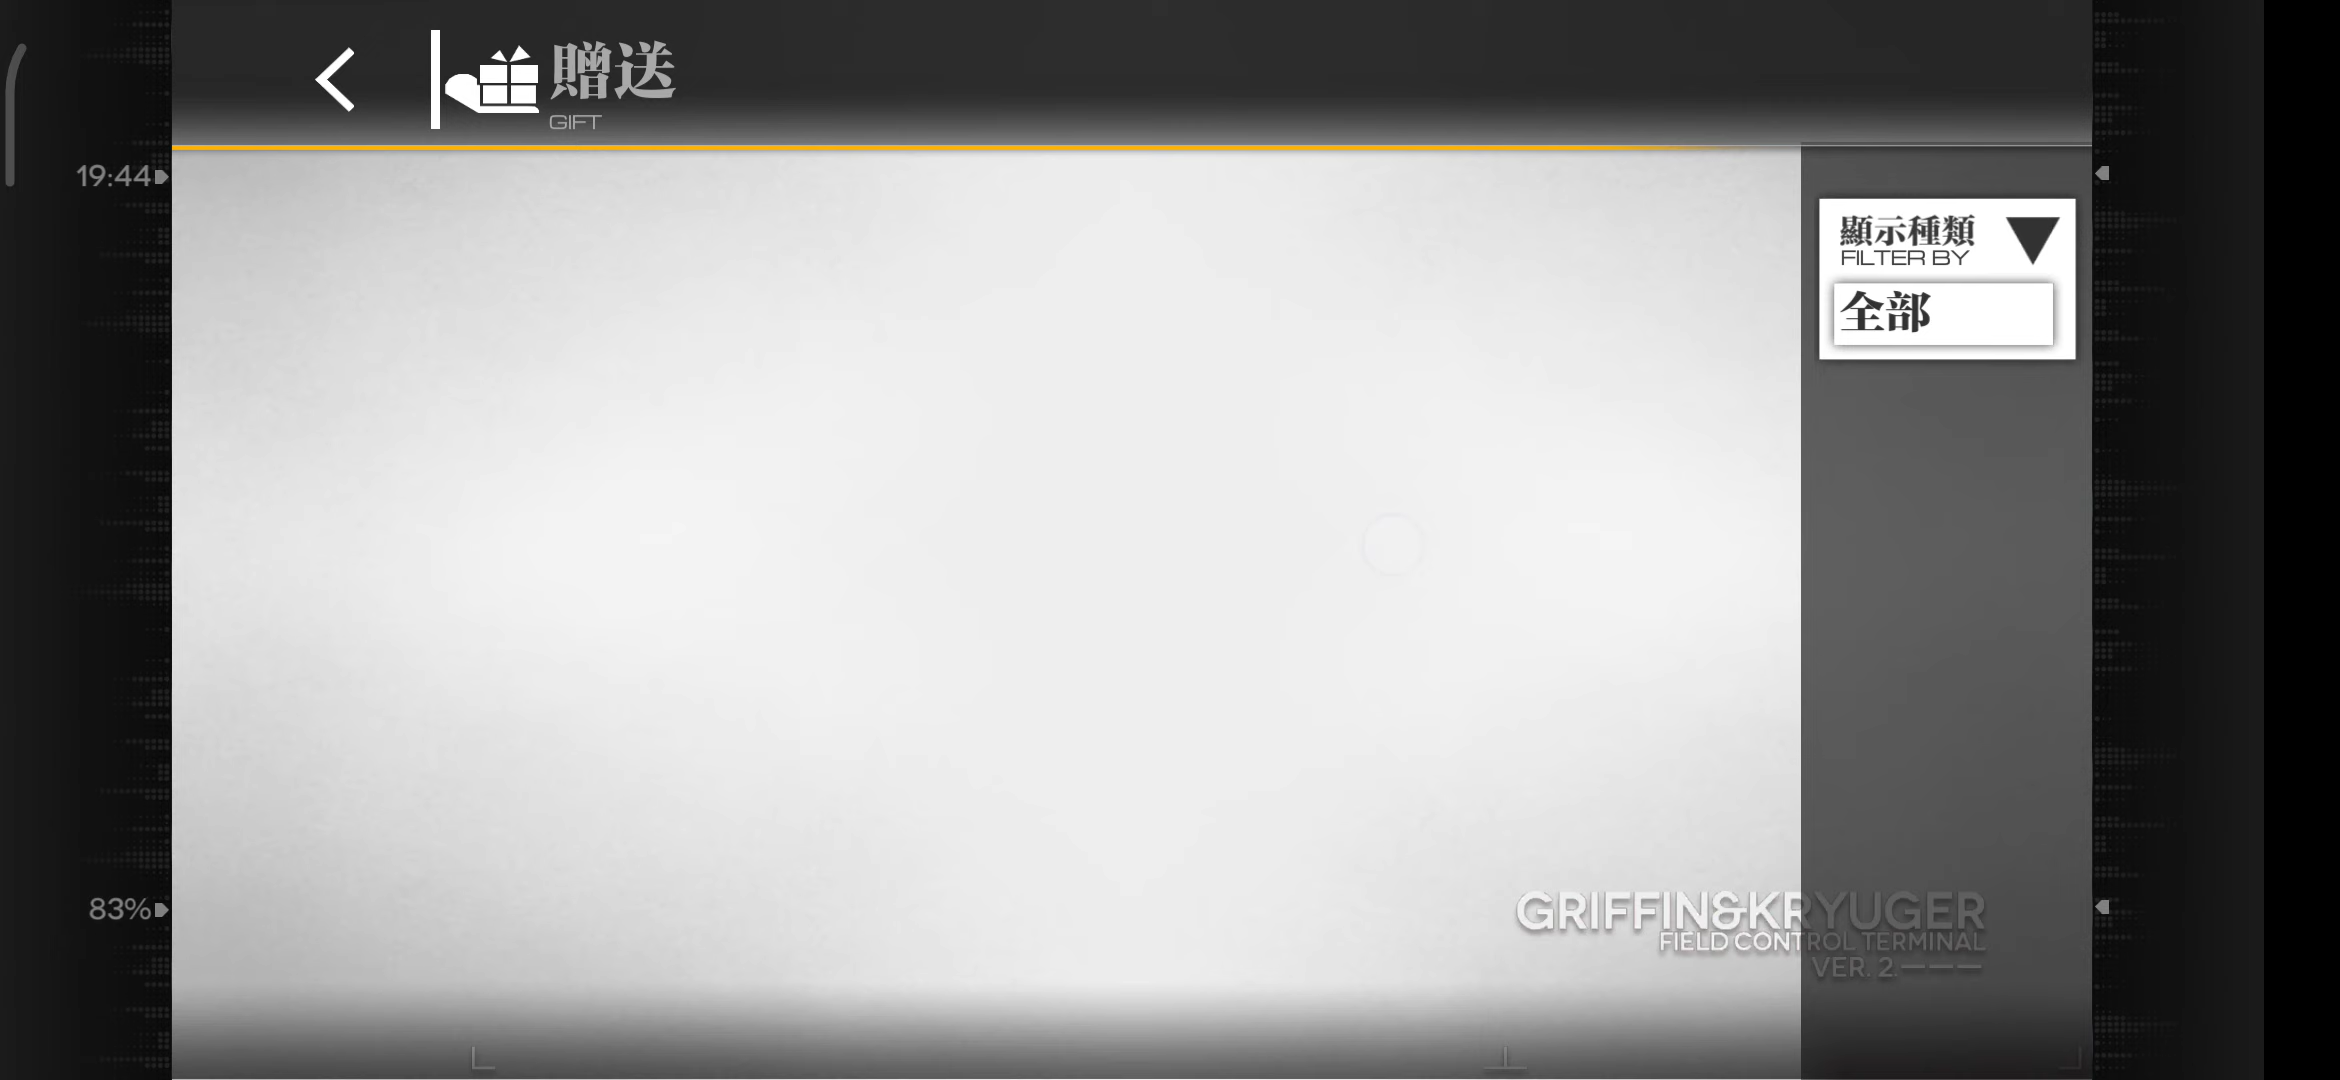 贈送
GIFT
19:44
顯示種類
FILTER BY
全部
83%
GRIFFIN&KRYUGER
FIELD CONTROL TERMINAL
VER. 2.———